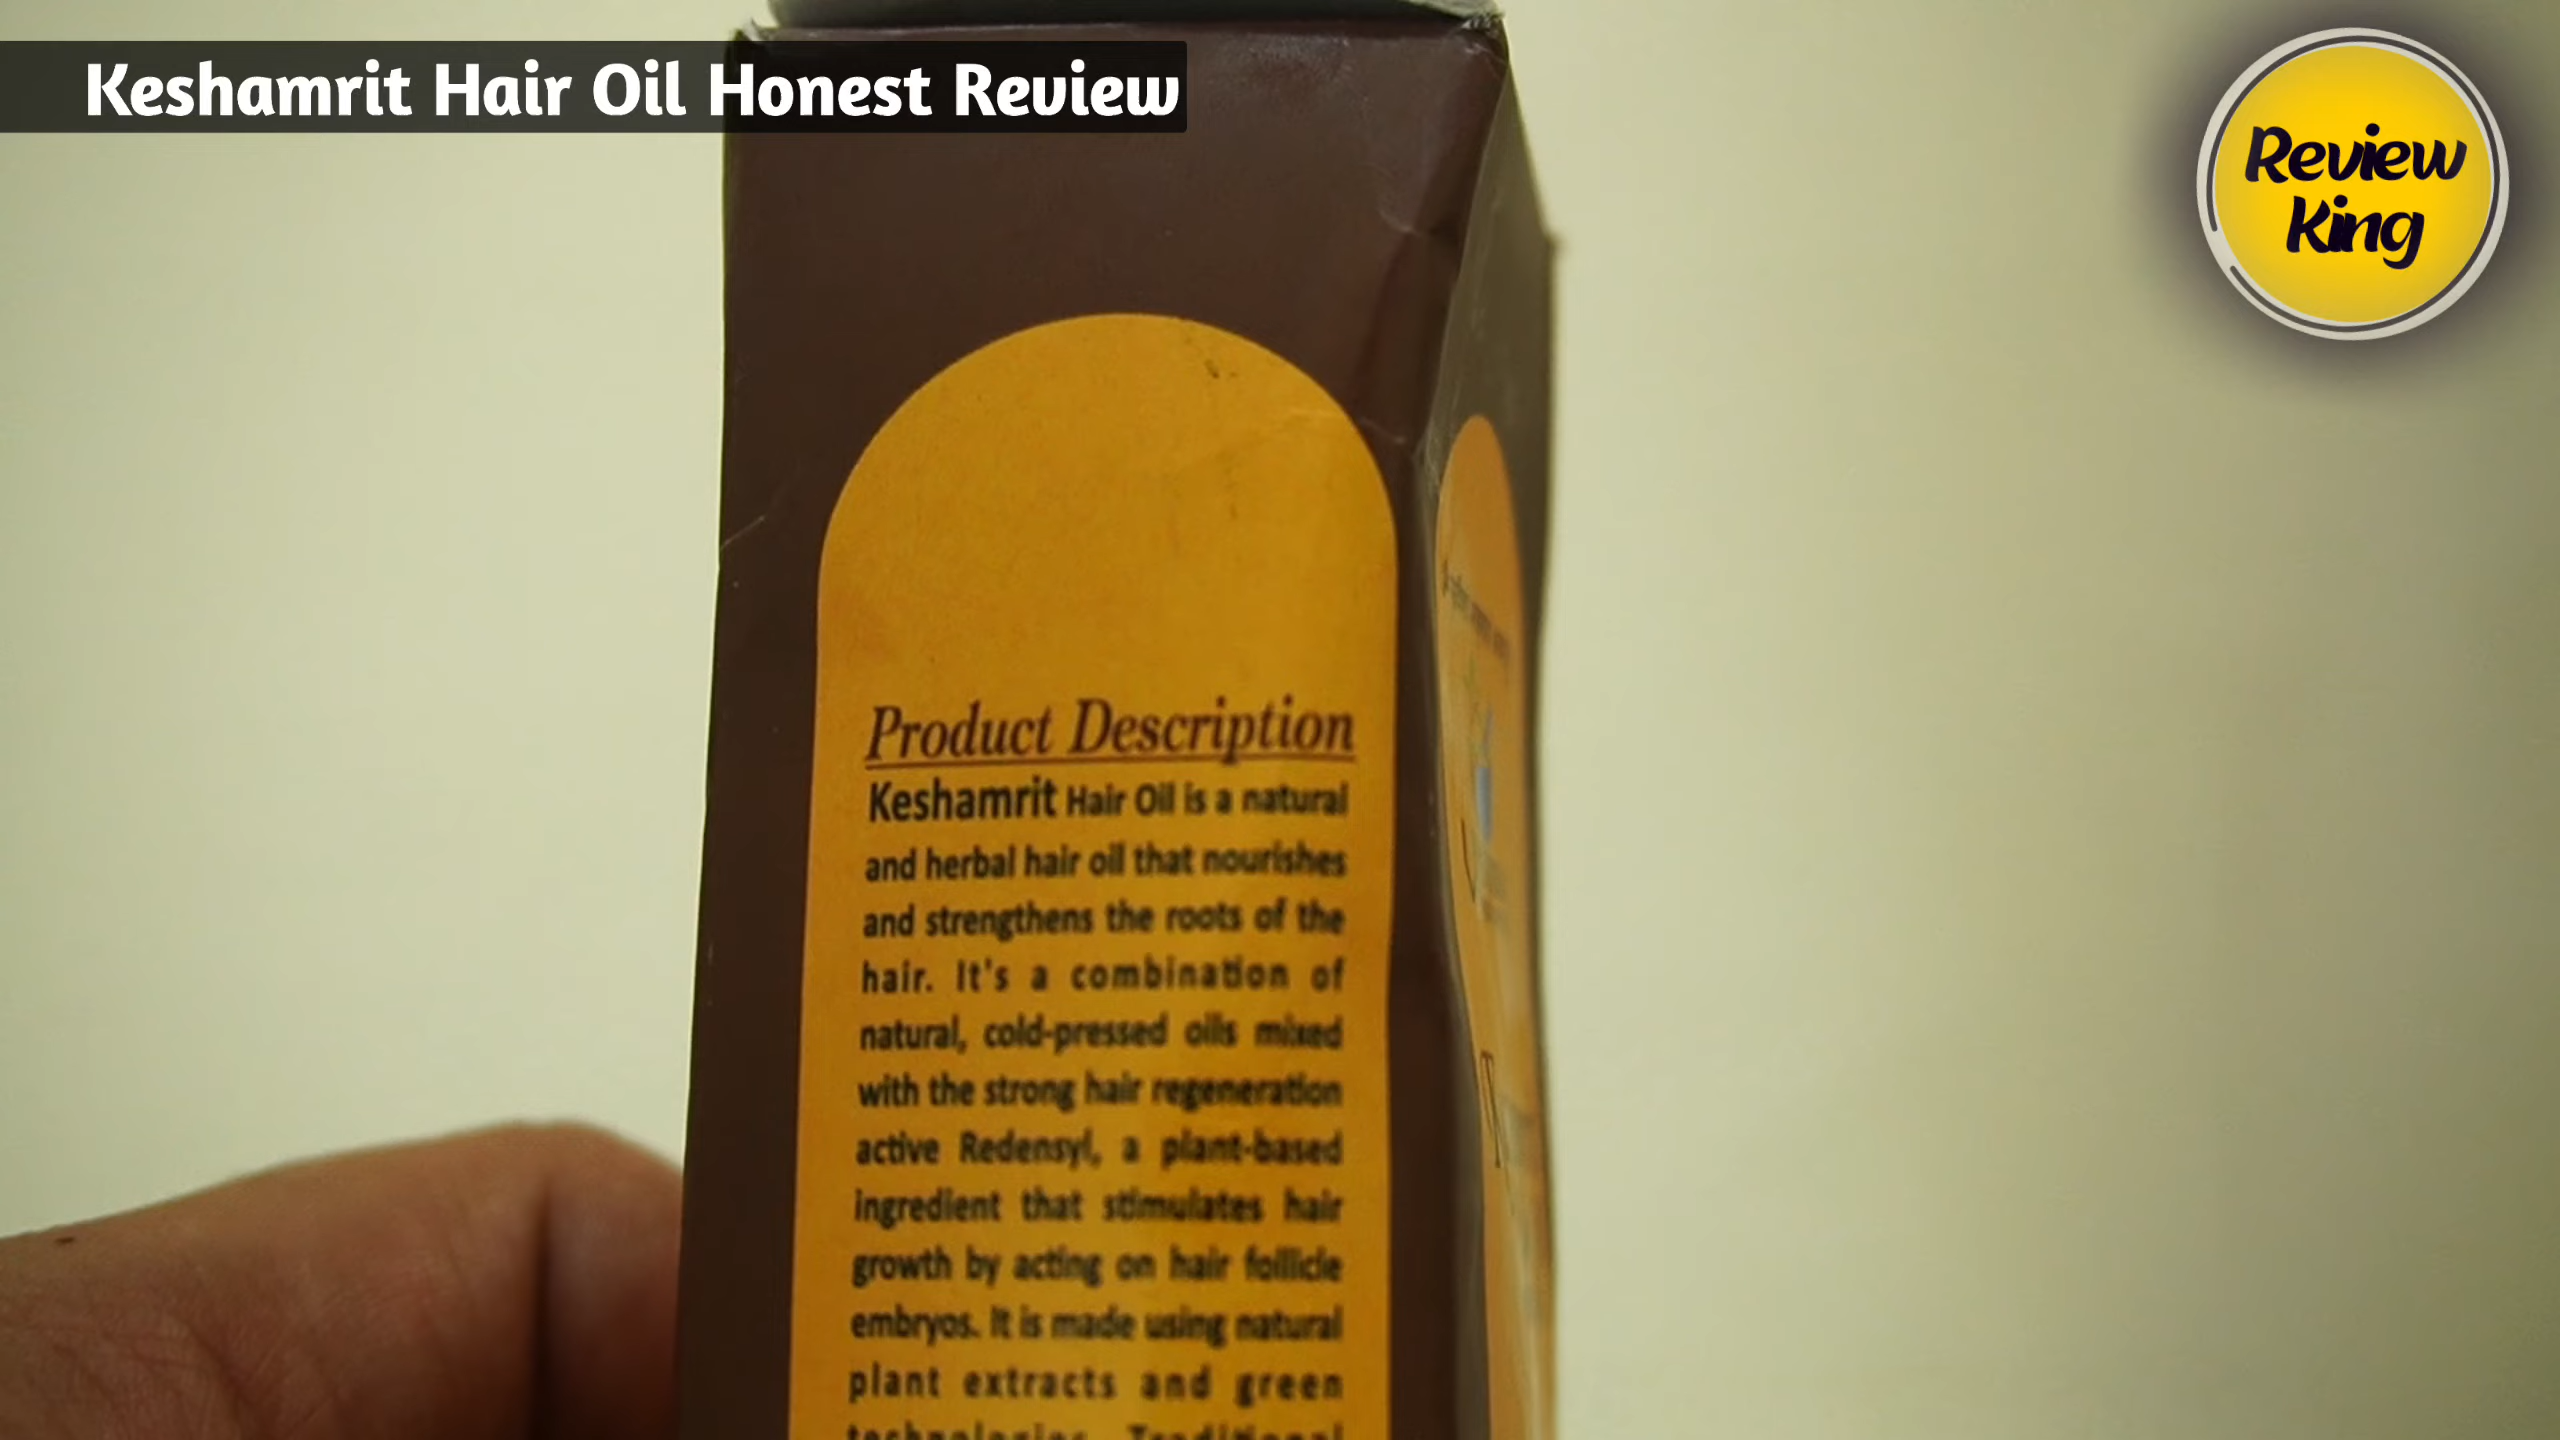 Keshamrit Hair Oil Honest Review
Review
King
Product Description
Keshamrit Hair Oil is a natural
and herbal hair oil that nourishes
and strengthens the roots of the
hair. It's a combination of
natural, cold-pressed oils mixed
with the strong hair regeneration
active Redensyl, a plant-based
ingredient that stimulates hair
growth by acting on hair follicle
embryos. It is made using natural
plant extracts and green
technologies. Traditional